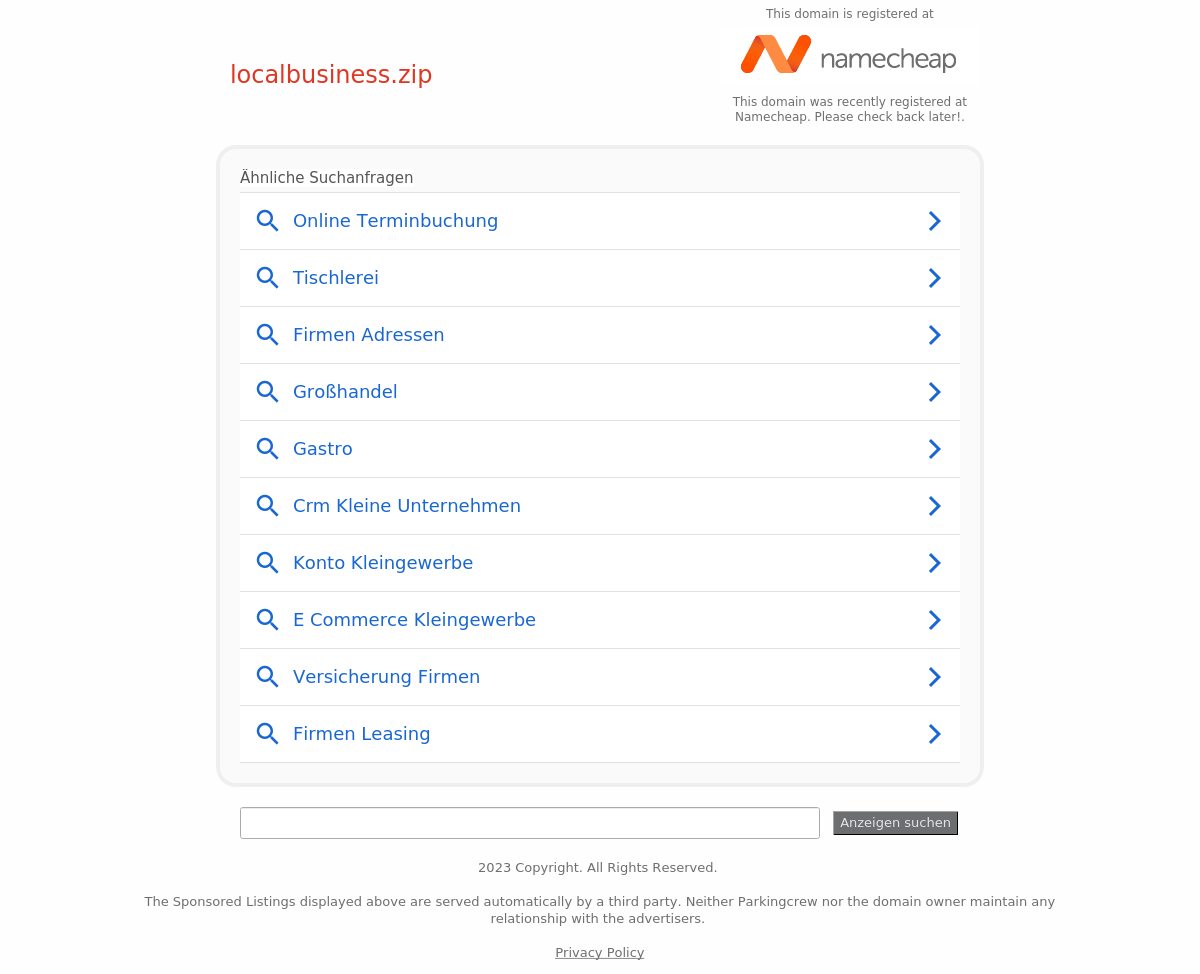 This domain is registered at
namecheap
localbusiness.zip
This domain was recently registered at
Namecheap. Please check back later!.
Ähnliche Suchanfragen
Online Terminbuchung
Tischlerei
Firmen Adressen
Großhandel
Gastro
Crm Kleine Unternehmen
Konto Kleingewerbe
E Commerce Kleingewerbe
Versicherung Firmen
Firmen Leasing
Anzeigen suchen
2023 Copyright. All Rights Reserved.
The Sponsored Listings displayed above are served automatically by a third party. Neither Parkingcrew nor the domain owner maintain any
relationship with the advertisers.
Privacy Policy